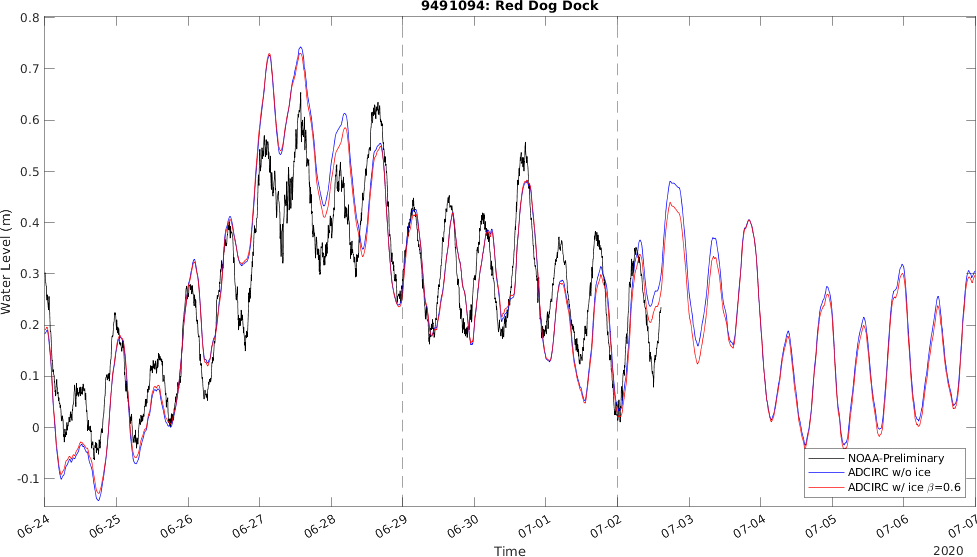 9491094: Red Dog Dock
0.8
0.7
0.6
0.5
0.4
0.3
0.2
0.1
0
-0.1
Water Level (m)
NOAA-Preliminary
ADCIRC w/o ice
ADCIRC w/ ice β=0.6
06-24 06-25 06-26 06-27 06-28 06-29 06-30 07-01 07-02 07-03 07-04 07-05 07-06 07-07
Time
2020